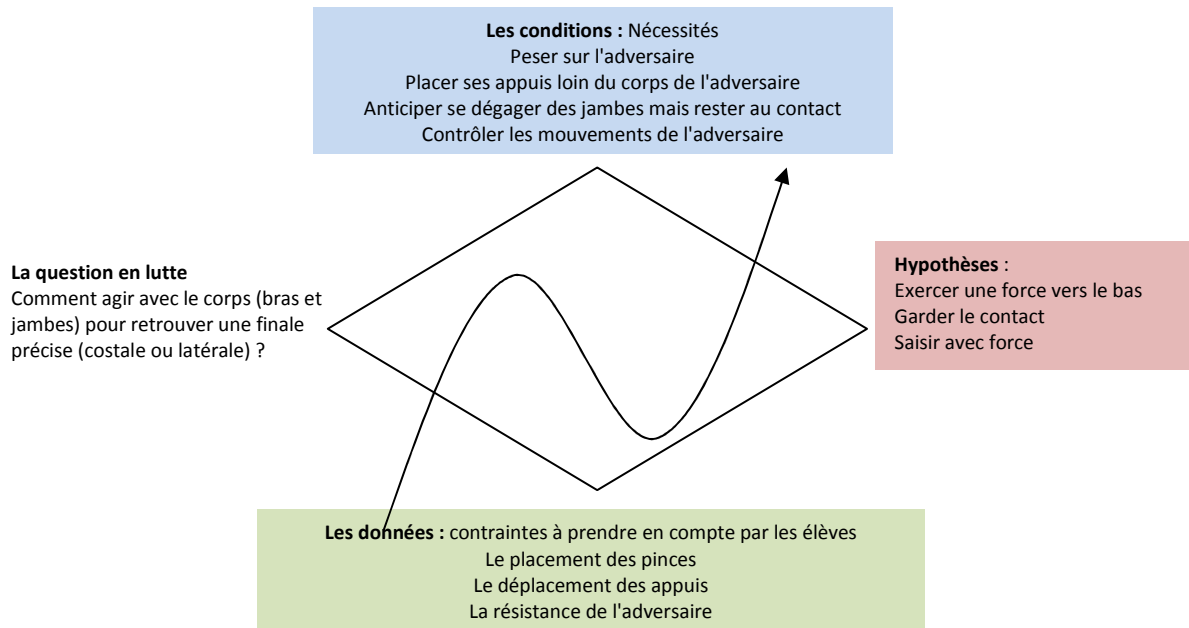 Les conditions : Nécessités
Peser sur l'adversaire
Placer ses appuis loin du corps de l'adversaire
Anticiper se dégager des jambes mais rester au contact
Contrôler les mouvements de l'adversaire
La question en lutte
Comment agir avec le corps (bras et
jambes) pour retrouver une finale
précise (costale ou latérale) ?
Hypothèses :
Exercer une force vers le bas
Garder le contact
Saisir avec force
Les données : contraintes à prendre en compte par les élèves
Le placement des pinces
Le déplacement des appuis
La résistance de l'adversaire